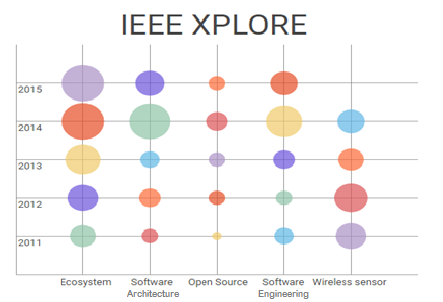 IEEE XPLORE
2015
2014
2013
2012
2011
Ecosystem Software Open Source Software Wireless sensor
Architecture Engineering